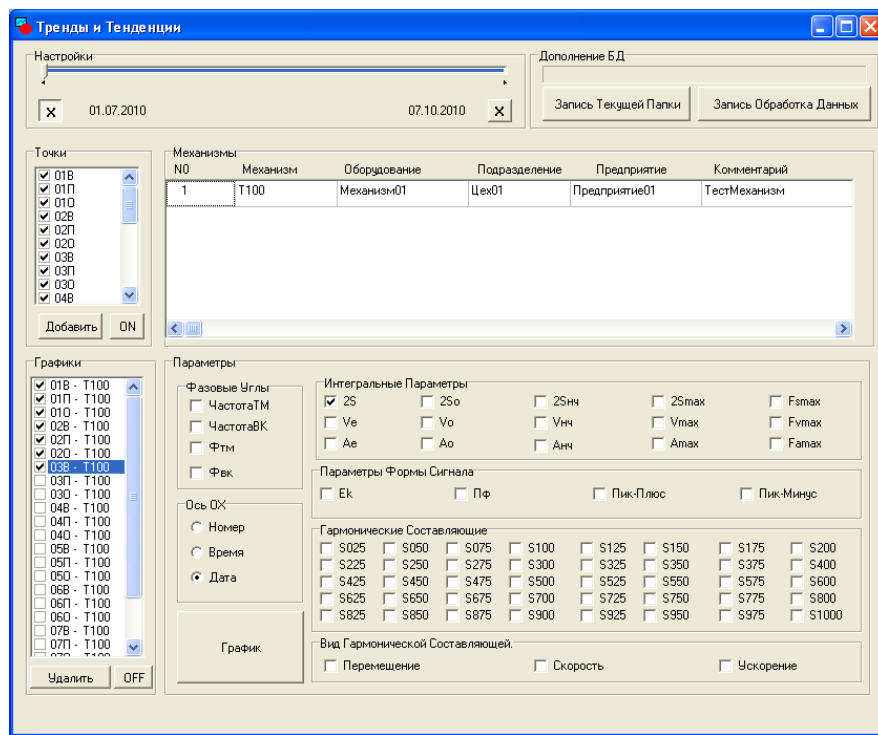 Тренды и Тенденции
Настройки
Дополнение БД
X 01.07.2010 07.10.2010 X
Запись Текущей Папки Запись Обработка Данных
Точки
01В
01П
01О
02В
02П
02О
03В
03П
03О
04В
Добавить ON
Механизмы
N0 Механизм Оборудование Подразделение Предприятие Комментарий
1 Т100 Механизм01 Цех01 Предприятие01 ТестМеханизм
Графики
01В - Т100
01П - Т100
01О - Т100
02В - Т100
02П - Т100
02О - Т100
03В - Т100
03П - Т100
03О - Т100
04В - Т100
04П - Т100
04О - Т100
05В - Т100
05П - Т100
05О - Т100
06В - Т100
06П - Т100
06О - Т100
07В - Т100
07П - Т100
Удалить OFF
Параметры
Фазовые Углы
ЧастотаТМ
ЧастотаВК
Фтм
Фвк
Ось ОХ
Номер
Время
Дата
График
Интегральные Параметры
2S 2So 2Sнч 2Smax Fsmax
Ve Vo Vнч Vmax Fvmax
Ae Ao Aнч Amax Famax
Параметры Формы Сигнала
Ek Пф Пик-Плюс Пик-Минус
Гармонические Составляющие
S025 S050 S075 S100 S125 S150 S175 S200
S225 S250 S275 S300 S325 S350 S375 S400
S425 S450 S475 S500 S525 S550 S575 S600
S625 S650 S675 S700 S725 S750 S775 S800
S825 S850 S875 S900 S925 S950 S975 S1000
Вид Гармонической Составляющей.
Перемещение Скорость Ускорение